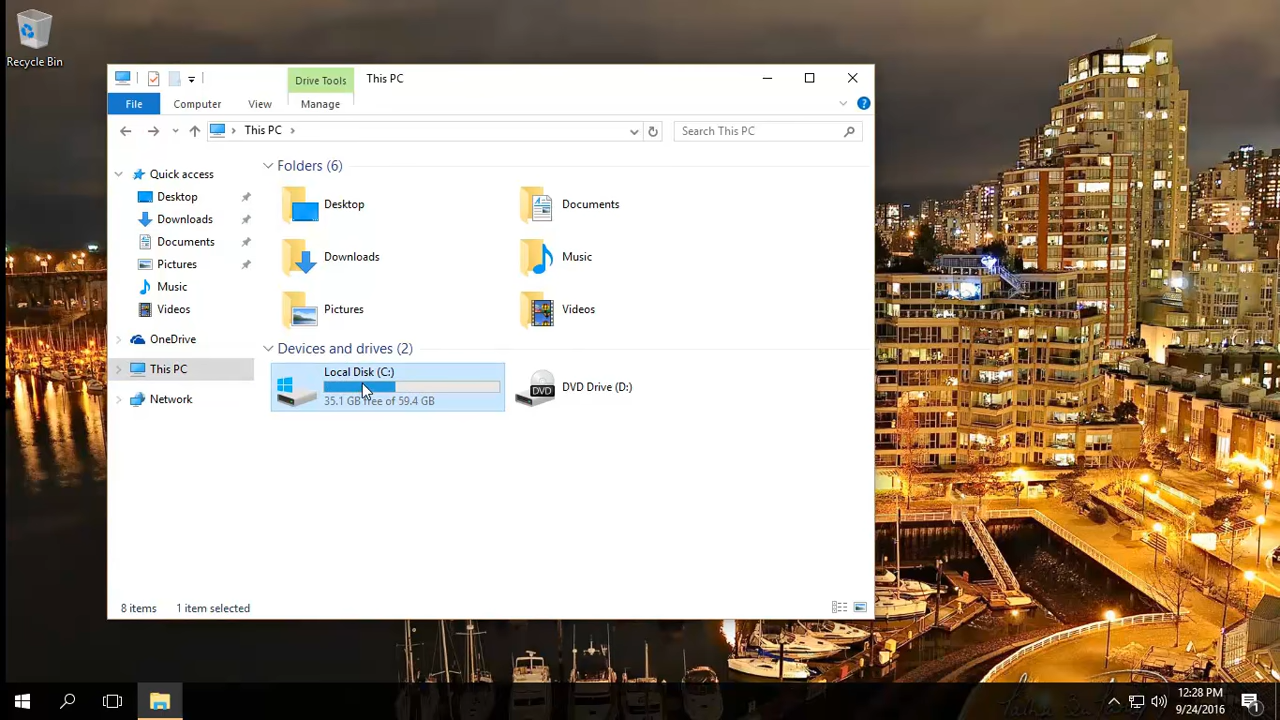 Recycle Bin
Drive Tools
This PC
File
Computer
View
Manage
This PC
Search This PC
Quick access
Desktop
Downloads
Documents
Pictures
Music
Videos
OneDrive
This PC
Network
Folders (6)
Desktop
Documents
Downloads
Music
Pictures
Videos
Devices and drives (2)
Local Disk (C:)
35.1 GB free of 59.4 GB
DVD
DVD Drive (D:)
8 items
1 item selected
12:28 PM
9/24/2016
1